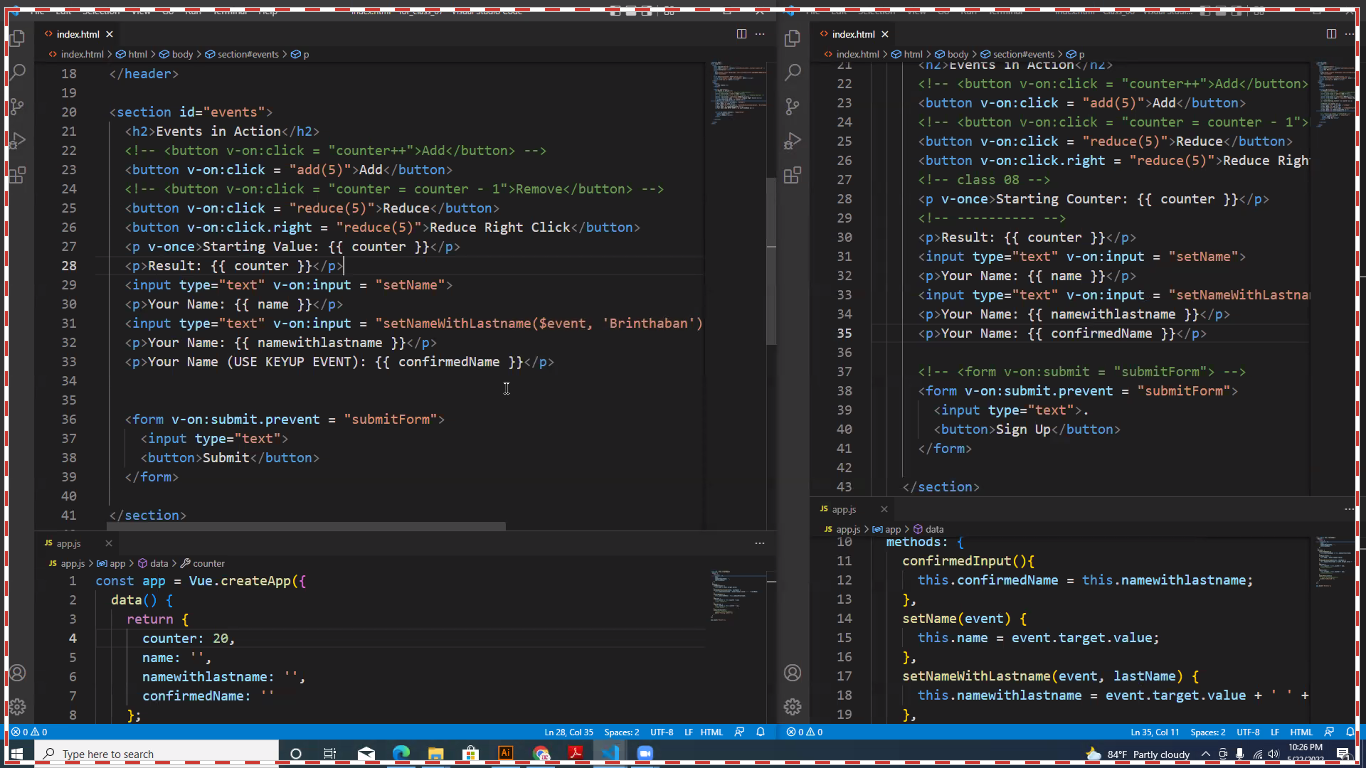 index.html
index.html > html > body > section#events > p
18 </header>
19
20 <section id="events">
21 <h2>Events in Action</h2>
22 <!-- <button v-on:click = "counter++">Add</button> -->
23 <button v-on:click = "add(5)">Add</button>
24 <!-- <button v-on:click = "counter = counter - 1">Remove</button> -->
25 <button v-on:click = "reduce(5)">Reduce</button>
26 <button v-on:click.right = "reduce(5)">Reduce Right Click</button>
27 <p v-once>Starting Value: {{ counter }}</p>
28 <p>Result: {{ counter }}</p>
29 <input type="text" v-on:input = "setName">
30 <p>Your Name: {{ name }}</p>
31 <input type="text" v-on:input = "setNameWithLastname($event, 'Brinthaban')
32 <p>Your Name: {{ namewithlastname }}</p>
33 <p>Your Name (USE KEYUP EVENT): {{ confirmedName }}</p>
34
35
36 <form v-on:submit.prevent = "submitForm">
37 <input type="text">
38 <button>Submit</button>
39 </form>
40
41 </section>
app.js
app.js > app > data > counter
1 const app = Vue.createApp({
2 data() {
3 return {
4 counter: 20,
5 name: '',
6 namewithlastname: '',
7 confirmedName: ''
8 };
0 0
Ln 28, Col 35
Spaces: 2
UTF-8
LF
HTML
index.html
index.html > html > body > section#events > p
21 <h2>Events in Action</h2>
22 <!-- <button v-on:click = "counter++">Add</button>
23 <button v-on:click = "add(5)">Add</button>
24 <!-- <button v-on:click = "counter = counter - 1">
25 <button v-on:click = "reduce(5)">Reduce</button>
26 <button v-on:click.right = "reduce(5)">Reduce Righ
27 <!-- class 08 -->
28 <p v-once>Starting Counter: {{ counter }}</p>
29 <!-- ---------- -->
30 <p>Result: {{ counter }}</p>
31 <input type="text" v-on:input = "setName">
32 <p>Your Name: {{ name }}</p>
33 <input type="text" v-on:input = "setNameWithLastna
34 <p>Your Name: {{ namewithlastname }}</p>
35 <p>Your Name: {{ confirmedName }}</p>
36
37 <!-- <form v-on:submit = "submitForm"> -->
38 <form v-on:submit.prevent = "submitForm">
39 <input type="text">.
40 <button>Sign Up</button>
41 </form>
42
43 </section>
app.js
app.js > app > data
10 methods: {
11 confirmedInput(){
12 this.confirmedName = this.namewithlastname;
13 },
14 setName(event) {
15 this.name = event.target.value;
16 },
17 setNameWithLastname(event, lastName) {
18 this.namewithlastname = event.target.value + ' ' +
19 },
0 0
Ln 35, Col 11
Spaces: 2
UTF-8
LF
HTML
Type here to search
84°F Partly cloudy
10:26 PM
5/22/2022